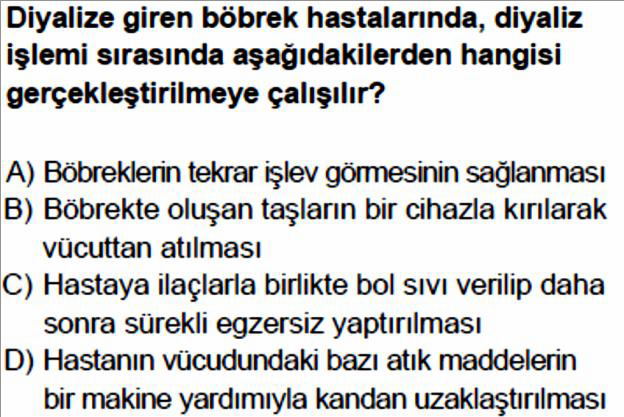 Diyalize giren böbrek hastalarında, diyaliz
işlemi sırasında aşağıdakilerden hangisi
gerçekleştirilmeye çalışılır?
A) Böbreklerin tekrar işlev görmesinin sağlanması
B) Böbrekte oluşan taşların bir cihazla kırılarak
vücuttan atılması
C) Hastaya ilaçlarla birlikte bol sıvı verilip daha
sonra sürekli egzersiz yaptırılması
D) Hastanın vücudundaki bazı atık maddelerin
bir makine yardımıyla kandan uzaklaştırılması